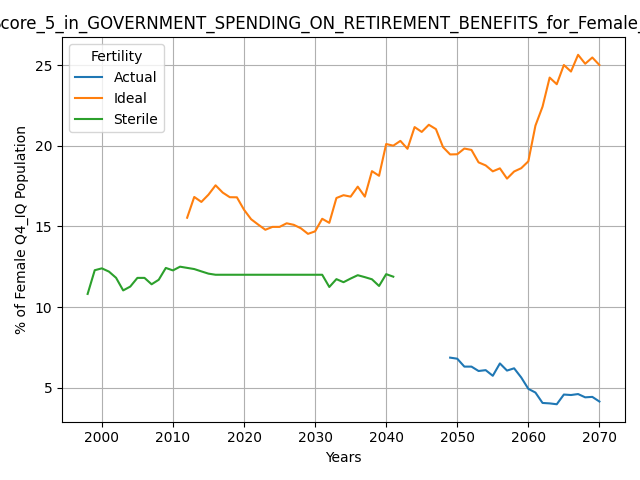 core_5_in_GOVERNMENT_SPENDING_ON_RETIREMENT_BENEFITS_for_Female_
Fertility
Actual
Ideal
Sterile
% of Female Q4_IQ Population
25
20
15
10
5
2000 2010 2020 2030 2040 2050 2060 2070
Years